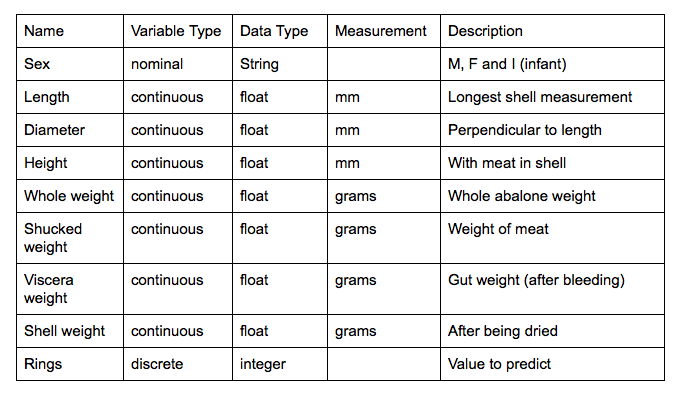 Name Variable Type Data Type Measurement Description
Sex nominal String M, F and I (infant)
Length continuous float mm Longest shell measurement
Diameter continuous float mm Perpendicular to length
Height continuous float mm With meat in shell
Whole weight continuous float grams Whole abalone weight
Shucked continuous float grams Weight of meat
weight
Viscera continuous float grams Gut weight (after bleeding)
weight
Shell weight continuous float grams After being dried
Rings discrete integer Value to predict